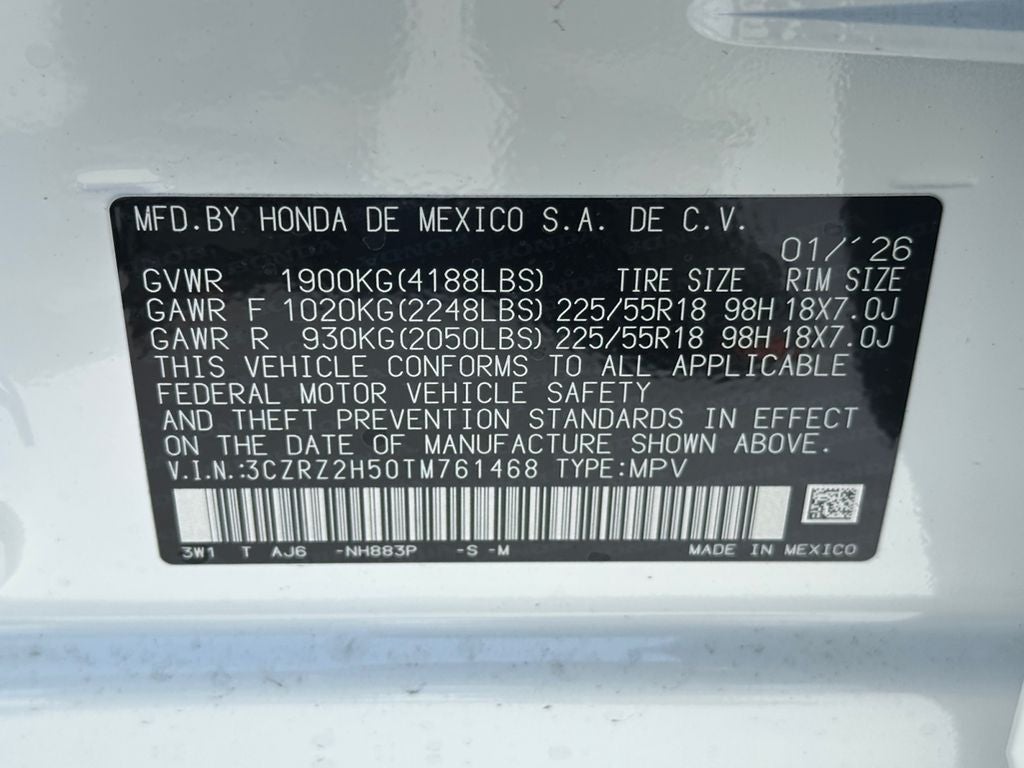 MFD.BY HONDA DE MEXICO S.A. DE C.V.
01/´26
GVWR 1900KG(4188LBS) TIRE SIZE RIM SIZE
GAWR F 1020KG(2248LBS) 225/55R18 98H 18X7.0J
GAWR R 930KG(2050LBS) 225/55R18 98H 18X7.0J
THIS VEHICLE CONFORMS TO ALL APPLICABLE
FEDERAL MOTOR VEHICLE SAFETY
AND THEFT PREVENTION STANDARDS IN EFFECT
ON THE DATE OF MANUFACTURE SHOWN ABOVE.
V.I.N.:3CZRZ2H50TM761468 TYPE:MPV
3W1 T AJ6 -NH883P -S -M MADE IN MEXICO